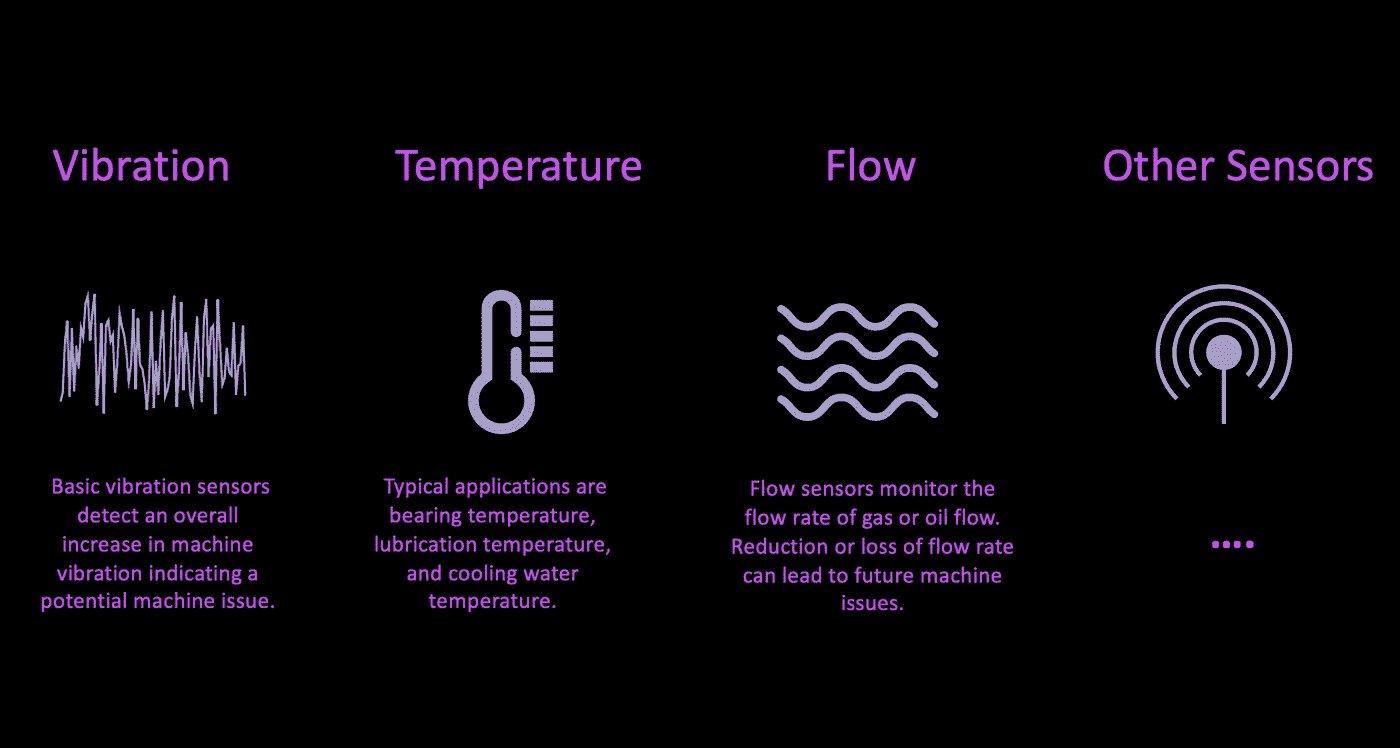 Vibration
Temperature
Flow
Other Sensors
Basic vibration sensors
detect an overall
increase in machine
vibration indicating a
potential machine issue.
Typical applications are
bearing temperature,
lubrication temperature,
and cooling water
temperature.
Flow sensors monitor the
flow rate of gas or oil flow.
Reduction or loss of flow rate
can lead to future machine
issues.
....